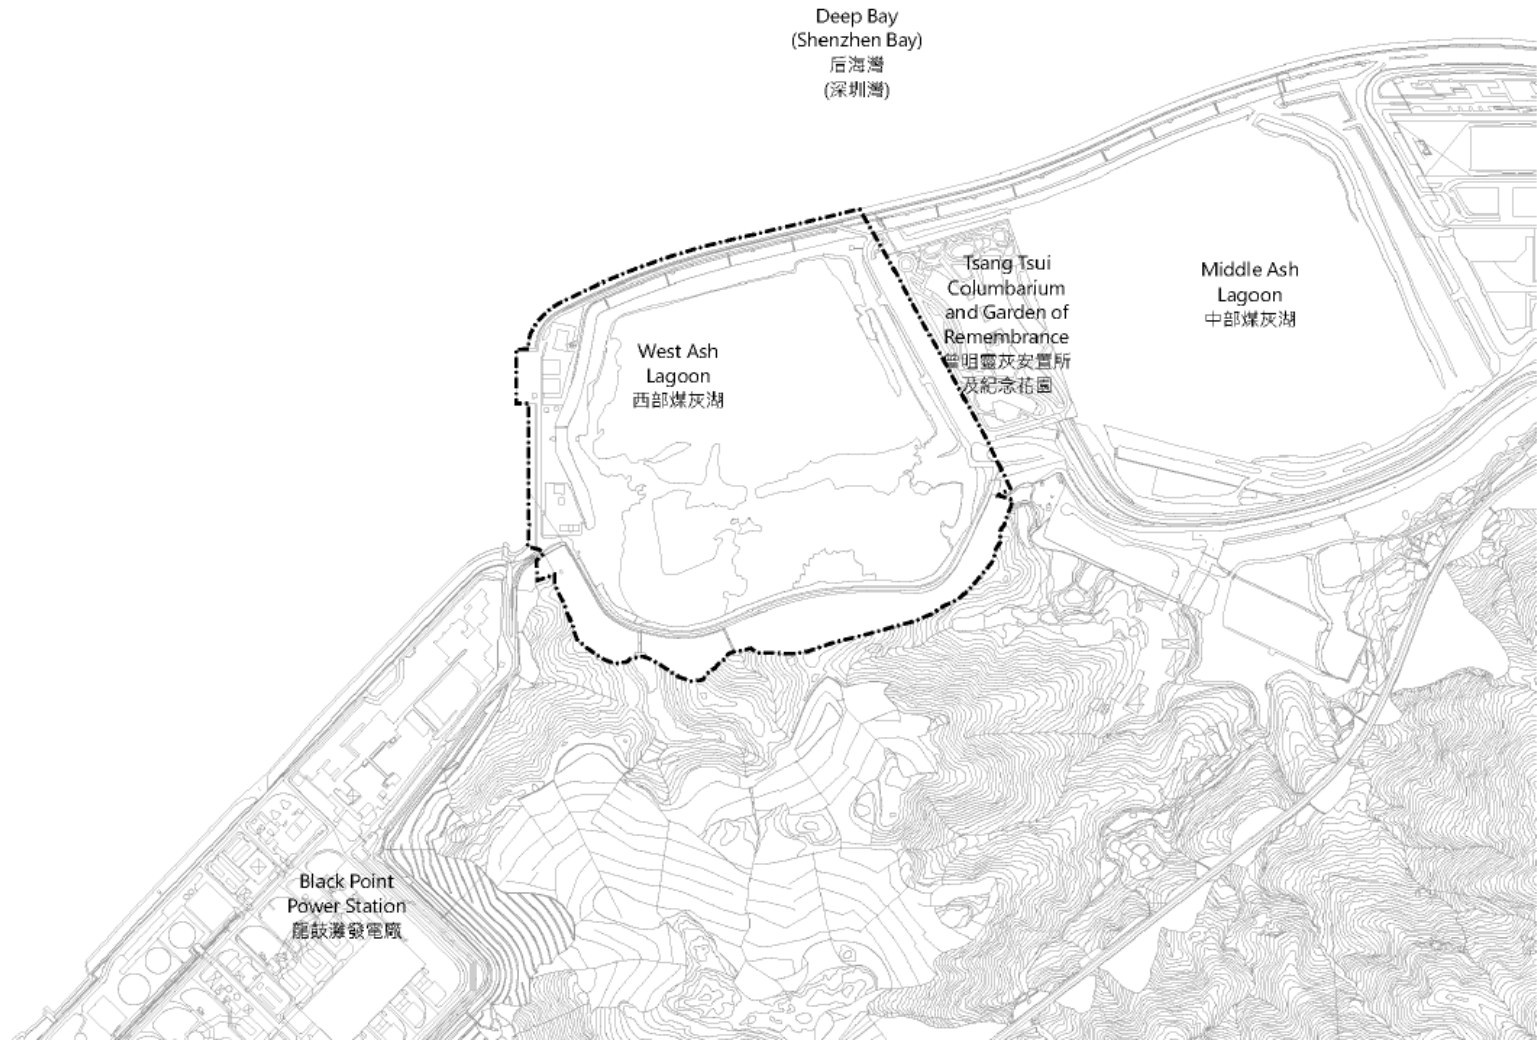 Deep Bay
(Shenzhen Bay)
后海灣
(深圳灣)
Tsang Tsui
Columbarium
and Garden of
Remembrance
曾咀靈灰安置所
及紀念花園
Middle Ash
Lagoon
中部煤灰湖
West Ash
Lagoon
西部煤灰湖
Black Point
Power Station
龍鼓灘發電廠